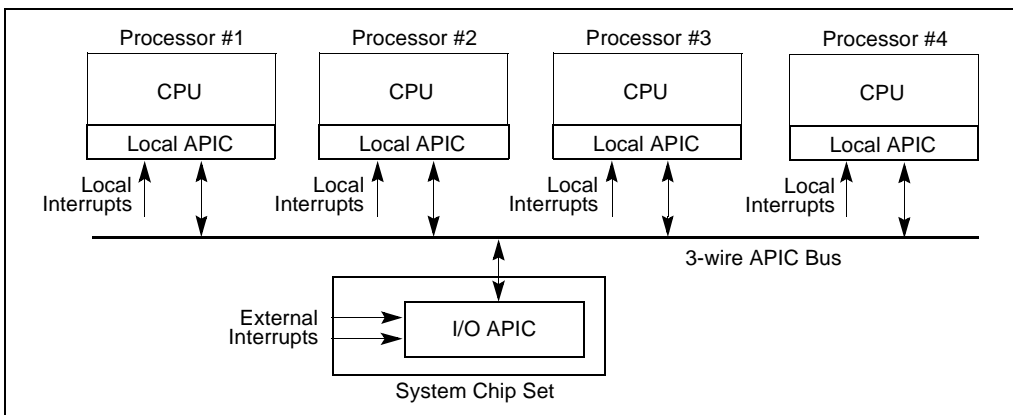 Processor #1
Processor #2
Processor #3
Processor #4
CPU
CPU
CPU
CPU
Local APIC
Local APIC
Local APIC
Local APIC
Local
Interrupts
Local
Interrupts
Local
Interrupts
Local
Interrupts
3-wire APIC Bus
External
Interrupts
I/O APIC
System Chip Set